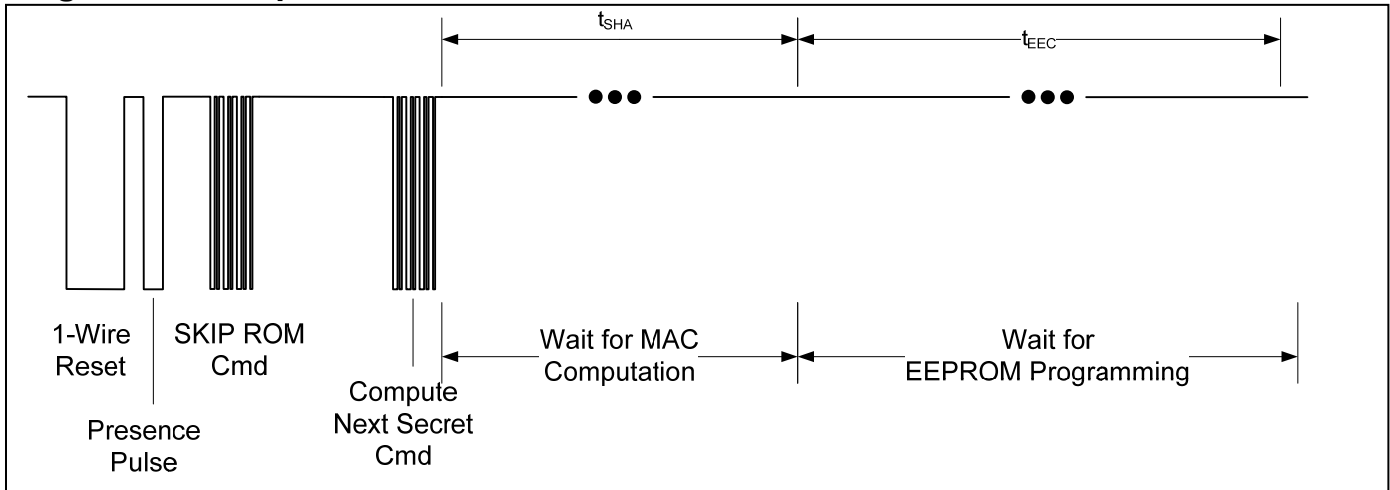 tSHA
tEEC
1-Wire
Reset
Presence
Pulse
SKIP ROM
Cmd
Compute
Next Secret
Cmd
Wait for MAC
Computation
Wait for
EEPROM Programming